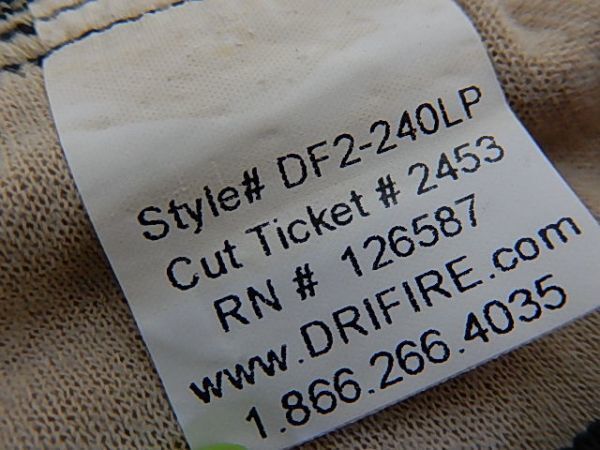 Style# DF2-240LP
Cut Ticket # 2453
RN # 126587
www.DRIFIRE.com
1.866.266.4035